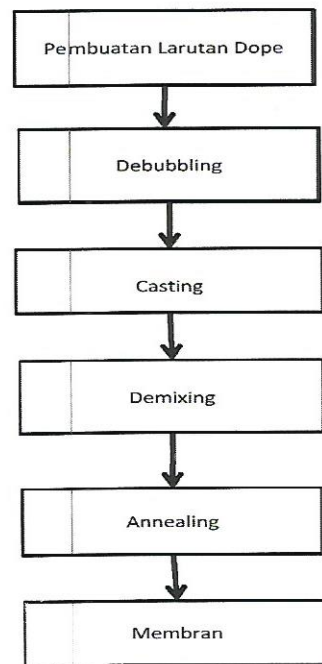 Pembuatan Larutan Dope
Debubbling
Casting
Demixing
Annealing
Membran